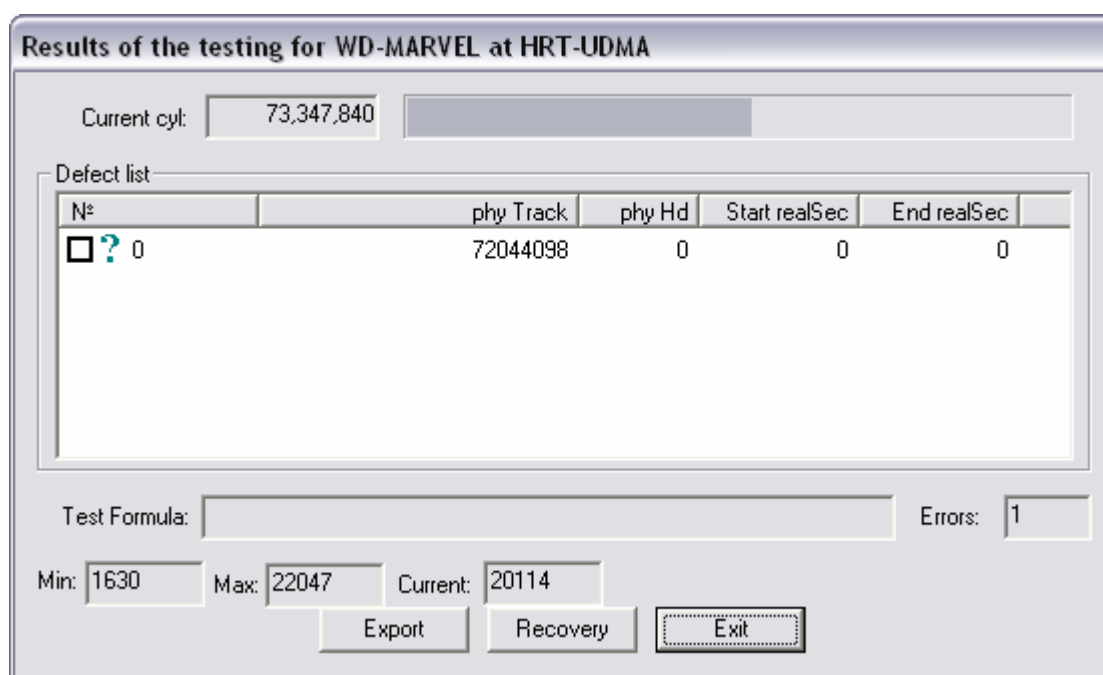 Results of the testing for WD-MARVEL at HRT-UDMA
Current cyl: 73,347,840
Defect list
Nº phy Track phy Hd Start realSec End realSec
? 0 72044098 0 0 0
Test Formula: Errors: 1
Min: 1630 Max: 22047 Current: 20114
Export Recovery Exit